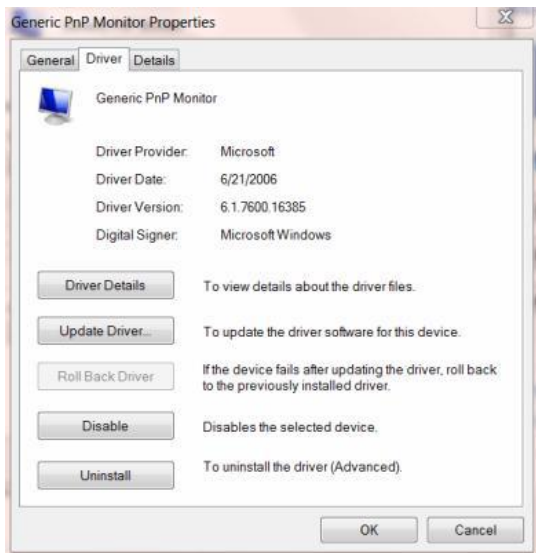 Generic PnP Monitor Properties
General Driver Details
Generic PnP Monitor
Driver Provider: Microsoft
Driver Date: 6/21/2006
Driver Version: 6.1.7600.16385
Digital Signer: Microsoft Windows
Driver Details To view details about the driver files.
Update Driver... To update the driver software for this device.
Roll Back Driver If the device fails after updating the driver, roll back
to the previously installed driver.
Disable Disables the selected device.
Uninstall To uninstall the driver (Advanced).
OK Cancel